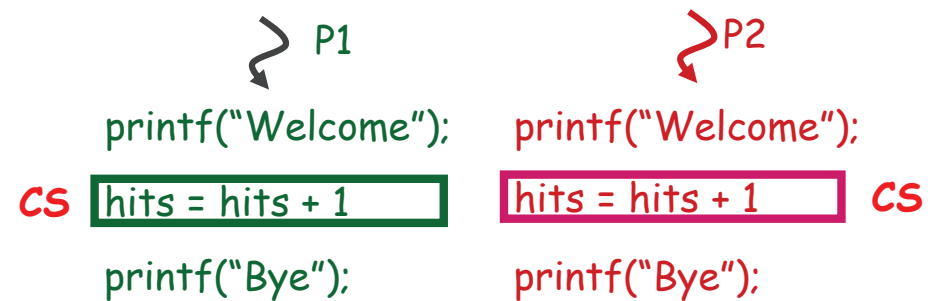 P1 P2
printf(“Welcome”); printf(“Welcome”);
CS hits = hits + 1 hits = hits + 1 CS
printf(“Bye”); printf(“Bye”);